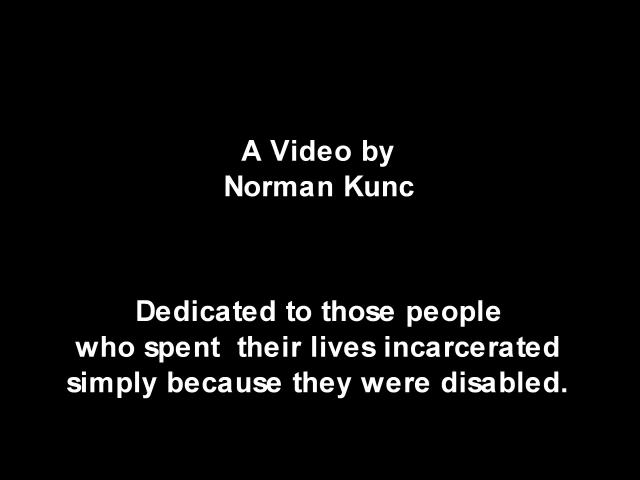 A Video by
Norman Kunc
Dedicated to those people
who spent  their lives incarcerated
simply because they were disabled.